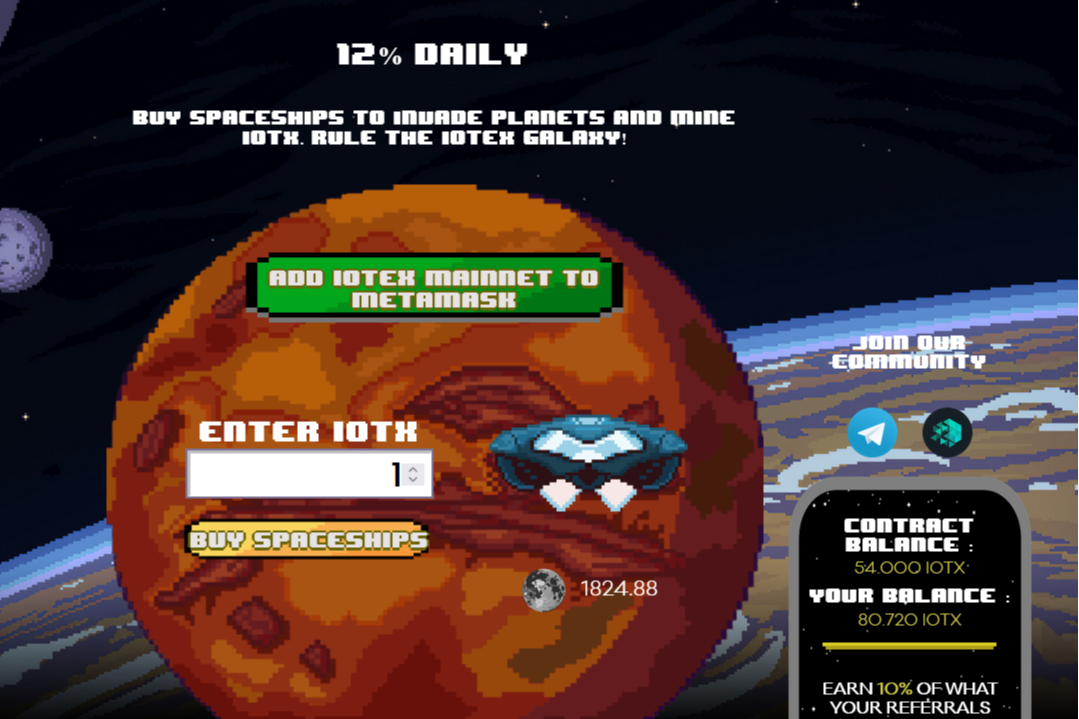 12% DAILY
BUY SPACESHIPS TO INVADE PLANETS AND MINE
IOTX. RULE THE IOTEX GALAXY!
ADD IOTEX MAINNET TO
METAMASK
JOIN OUR
COMMUNITY
ENTER IOTX
1
BUY SPACESHIPS
1824.88
CONTRACT
BALANCE :
54.000 IOTX
YOUR BALANCE :
80.720 IOTX
EARN 10% OF WHAT
YOUR REFERRALS